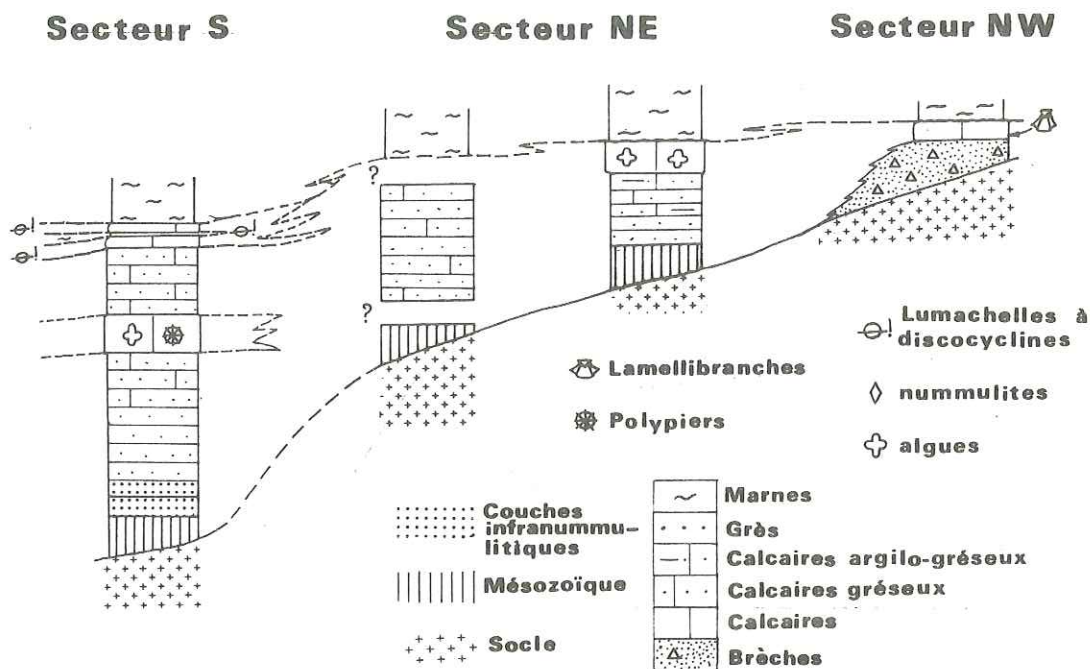 Secteur S
Secteur NE
Secteur NW
?
?
Lumachelles à
discocyclines
Lamellibranches
nummulites
Polypiers
algues
Couches
infranummu-
litiques
Mésozoïque
Socle
Marnes
Grès
Calcaires argilo-gréseux
Calcaires gréseux
Calcaires
Brèches